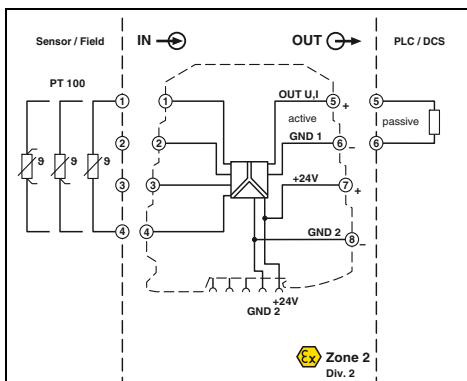 Sensor / Field
IN
OUT
PLC / DCS
PT 100
1
1
OUT U,I
5
+
5
active
passive
2
2
GND 1
6
–
6
ϑ
ϑ
ϑ
3
3
+24V
7
+
4
4
GND 2
8
–
+24V
GND 2
Ex
Zone 2
Div. 2